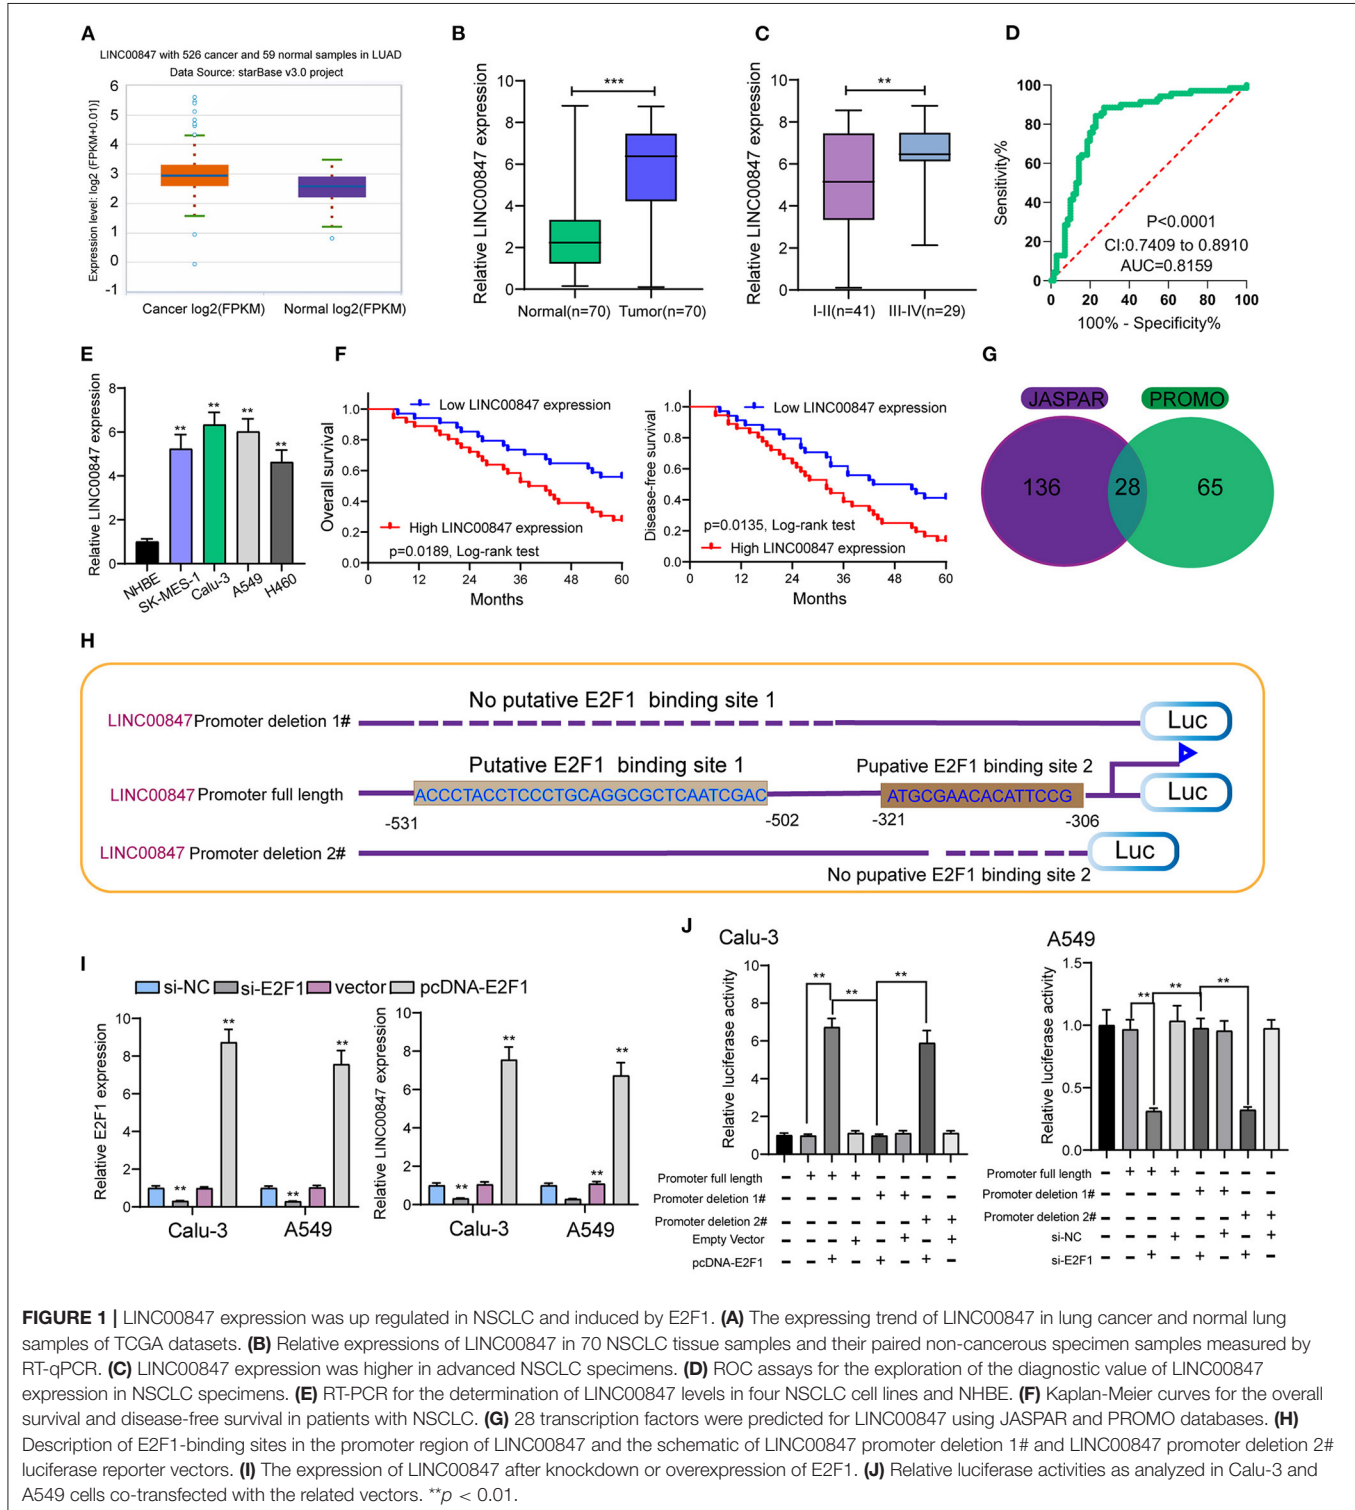 A
LINC00847 with 526 cancer and 59 normal samples in LUAD
Data Source: starBase v3.0 project
Expression level: log2 (FPKM+0.01)]
6
5
4
3
2
1
0
-1
Cancer log2(FPKM)
Normal log2(FPKM)
B
Relative LINC00847 expression
10
8
6
4
2
0
***
Normal(n=70)
Tumor(n=70)
C
Relative LINC00847 expression
10
8
6
4
2
0
**
I-II(n=41)
III-IV(n=29)
D
Sensitivity%
100
80
60
40
20
0
P<0.0001
CI:0.7409 to 0.8910
AUC=0.8159
0 20 40 60 80 100
100% - Specificity%
E
Relative LINC00847 expression
8
6
4
2
0
** ** ** **
NHBE
SK-MES-1
Calu-3
A549
H460
F
Overall survival
1.0
0.8
0.6
0.4
0.2
0.0
Low LINC00847 expression
High LINC00847 expression
p=0.0189, Log-rank test
0 12 24 36 48 60
Months
Disease-free survival
1.0
0.8
0.6
0.4
0.2
0.0
Low LINC00847 expression
p=0.0135, Log-rank test
High LINC00847 expression
0 12 24 36 48 60
Months
G
JASPAR
PROMO
136
28
65
H
No putative E2F1 binding site 1
LINC00847 Promoter deletion 1#
Luc
Putative E2F1 binding site 1
Pupative E2F1 binding site 2
LINC00847 Promoter full length
ACCCTACCTCCCTGCAGGCGCTCAATCGAC
ATGCGAACACATTCCG
Luc
-531
-502
-321
-306
LINC00847 Promoter deletion 2#
Luc
No pupative E2F1 binding site 2
I
si-NC
si-E2F1
vector
pcDNA-E2F1
Relative E2F1 expression
10
8
6
4
2
0
** ** ** **
Calu-3
A549
Relative LINC00847 expression
10
8
6
4
2
0
** ** ** **
Calu-3
A549
J
Calu-3
Relative luciferase activity
8
6
4
2
0
** ** **
Promoter full length – + + + – – – –
Promoter deletion 1# – – – – + + – –
Promoter deletion 2# – – – – – – + +
Empty Vector – – – + – + – +
pcDNA-E2F1 – – + – + – + –
A549
Relative luciferase activity
1.5
1.0
0.5
0.0
** ** **
Promoter full length – + + + – – – –
Promoter deletion 1# – – – – + + – –
Promoter deletion 2# – – – – – – + +
si-NC – – – + – + – +
si-E2F1 – – + – + – + –
FIGURE 1 | LINC00847 expression was up regulated in NSCLC and induced by E2F1. (A) The expressing trend of LINC00847 in lung cancer and normal lung
samples of TCGA datasets. (B) Relative expressions of LINC00847 in 70 NSCLC tissue samples and their paired non-cancerous specimen samples measured by
RT-qPCR. (C) LINC00847 expression was higher in advanced NSCLC specimens. (D) ROC assays for the exploration of the diagnostic value of LINC00847
expression in NSCLC specimens. (E) RT-PCR for the determination of LINC00847 levels in four NSCLC cell lines and NHBE. (F) Kaplan-Meier curves for the overall
survival and disease-free survival in patients with NSCLC. (G) 28 transcription factors were predicted for LINC00847 using JASPAR and PROMO databases. (H)
Description of E2F1-binding sites in the promoter region of LINC00847 and the schematic of LINC00847 promoter deletion 1# and LINC00847 promoter deletion 2#
luciferase reporter vectors. (I) The expression of LINC00847 after knockdown or overexpression of E2F1. (J) Relative luciferase activities as analyzed in Calu-3 and
A549 cells co-transfected with the related vectors. **p < 0.01.